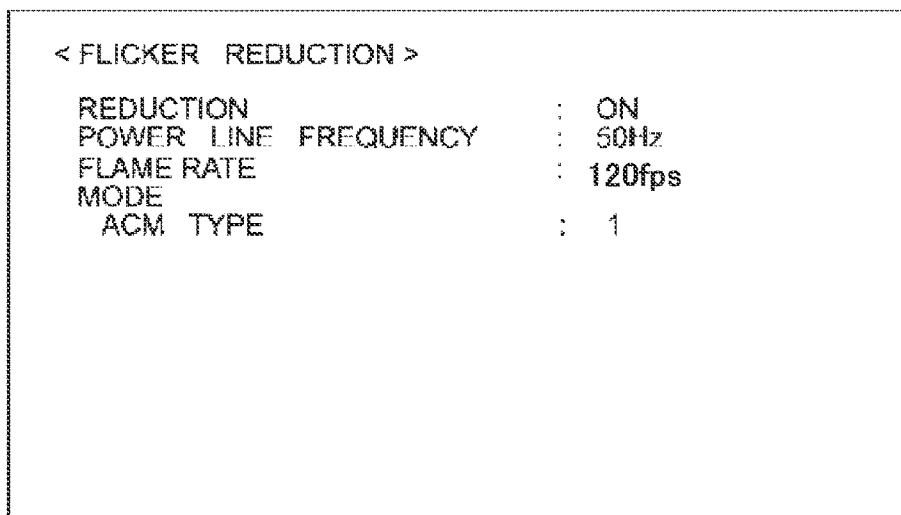 < FLICKER REDUCTION >
REDUCTION : ON
POWER LINE FREQUENCY : 50Hz
FLAME RATE : 120fps
MODE
ACM TYPE : 1